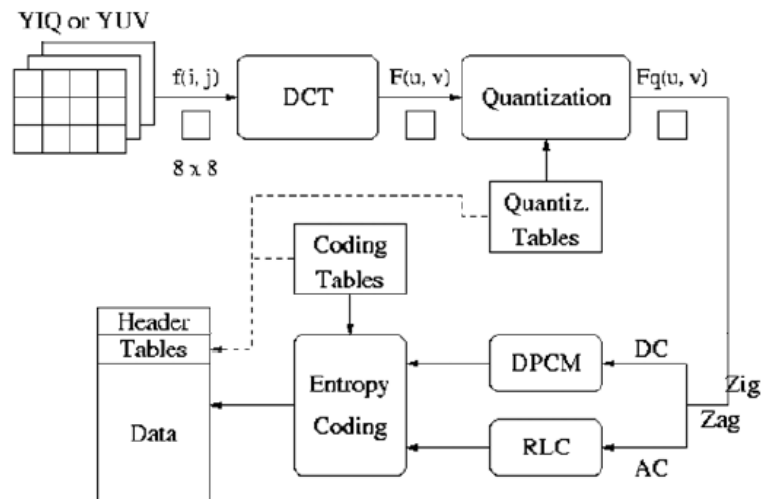 YIQ or YUV
f(i, j)
F(u, v)
Fq(u, v)
DCT
Quantization
8 x 8
Quantiz.
Tables
Coding
Tables
Header
Tables
Data
Entropy
Coding
DPCM
DC
Zig
Zag
RLC
AC